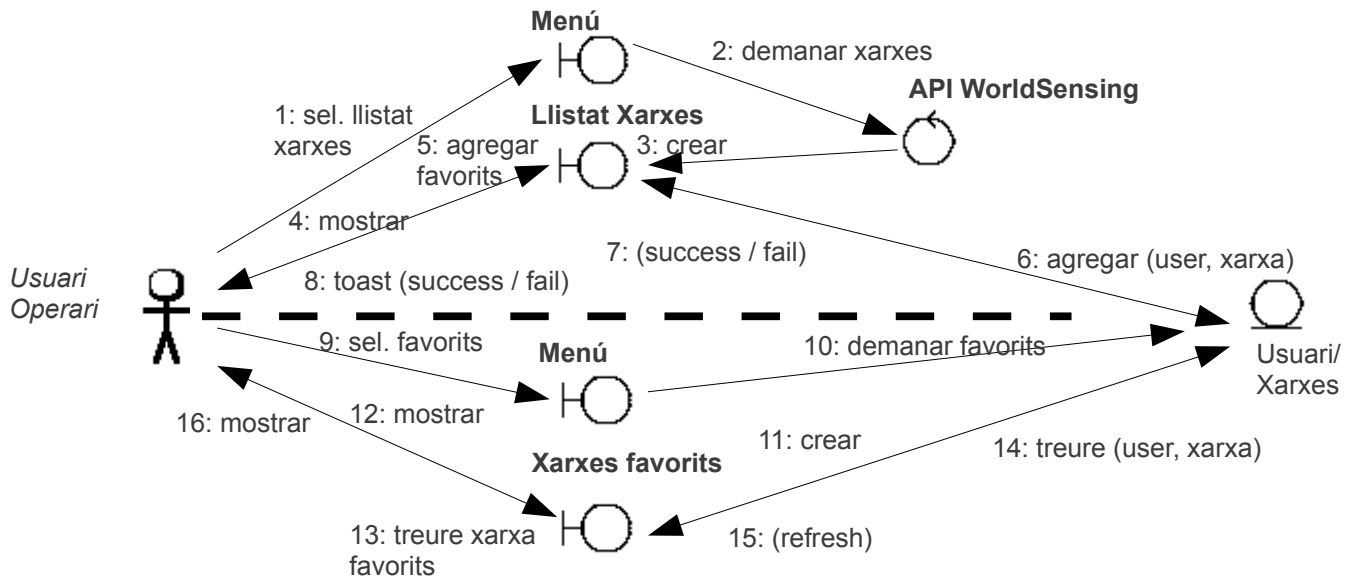 Menú
2: demanar xarxes
API WorldSensing
1: sel. llistat
xarxes
Llistat Xarxes
5: agregar
favorits
3: crear
4: mostrar
7: (success / fail)
6: agregar (user, xarxa)
Usuari
Operari
8: toast (success / fail)
9: sel. favorits
Menú
10: demanar favorits
Usuari/
Xarxes
16: mostrar
12: mostrar
11: crear
14: treure (user, xarxa)
Xarxes favorits
13: treure xarxa
favorits
15: (refresh)